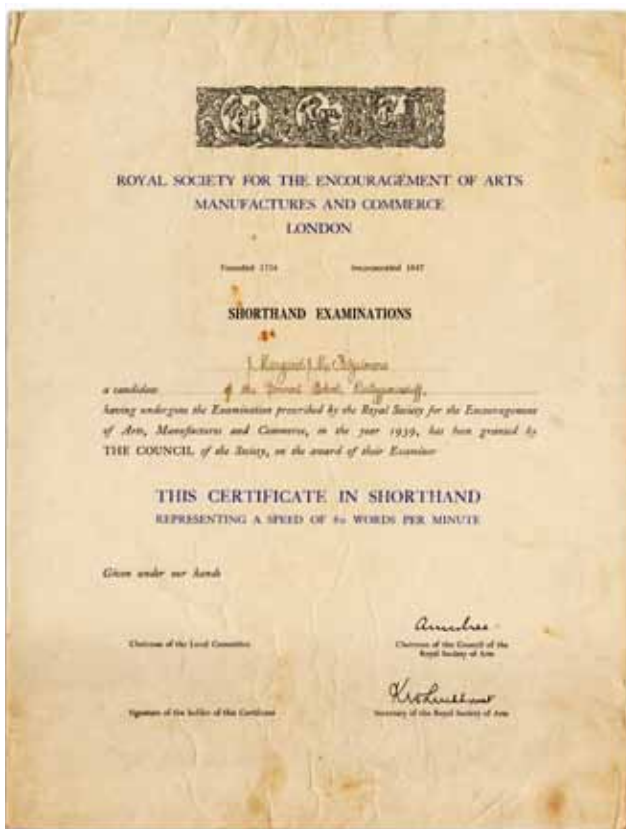 ROYAL SOCIETY FOR THE ENCOURAGEMENT OF ARTS
MANUFACTURES AND COMMERCE
LONDON
Founded 1754 Incorporated 1847
SHORTHAND EXAMINATIONS
a candidate of the School,
having undergone the Examination prescribed by the Royal Society for the Encouragement
of Arts, Manufactures and Commerce, in the year 1939, has been granted by
THE COUNCIL of the Society, on the award of their Examiner
THIS CERTIFICATE IN SHORTHAND
REPRESENTING A SPEED OF 80 WORDS PER MINUTE
Given under our hands
Chairman of the Local Committee
Chairman of the Council of the
Royal Society of Arts
Signature of the holder of this Certificate
Secretary of the Royal Society of Arts